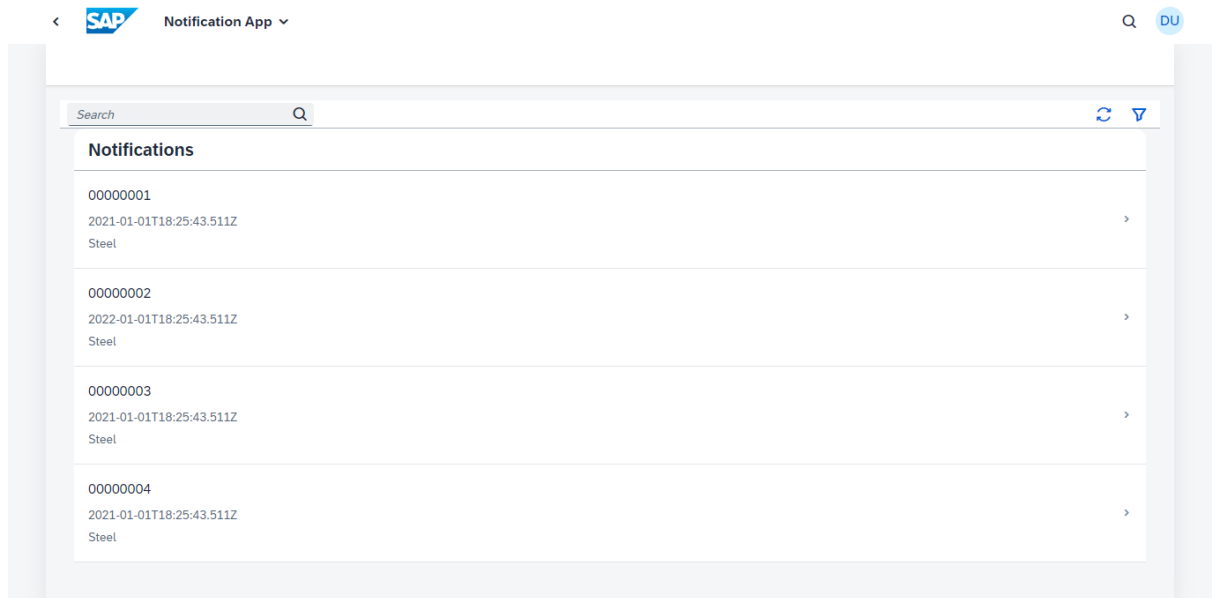 SAP Notification App DU
Search
Notifications
00000001
2021-01-01T18:25:43.511Z
Steel
00000002
2022-01-01T18:25:43.511Z
Steel
00000003
2021-01-01T18:25:43.511Z
Steel
00000004
2021-01-01T18:25:43.511Z
Steel